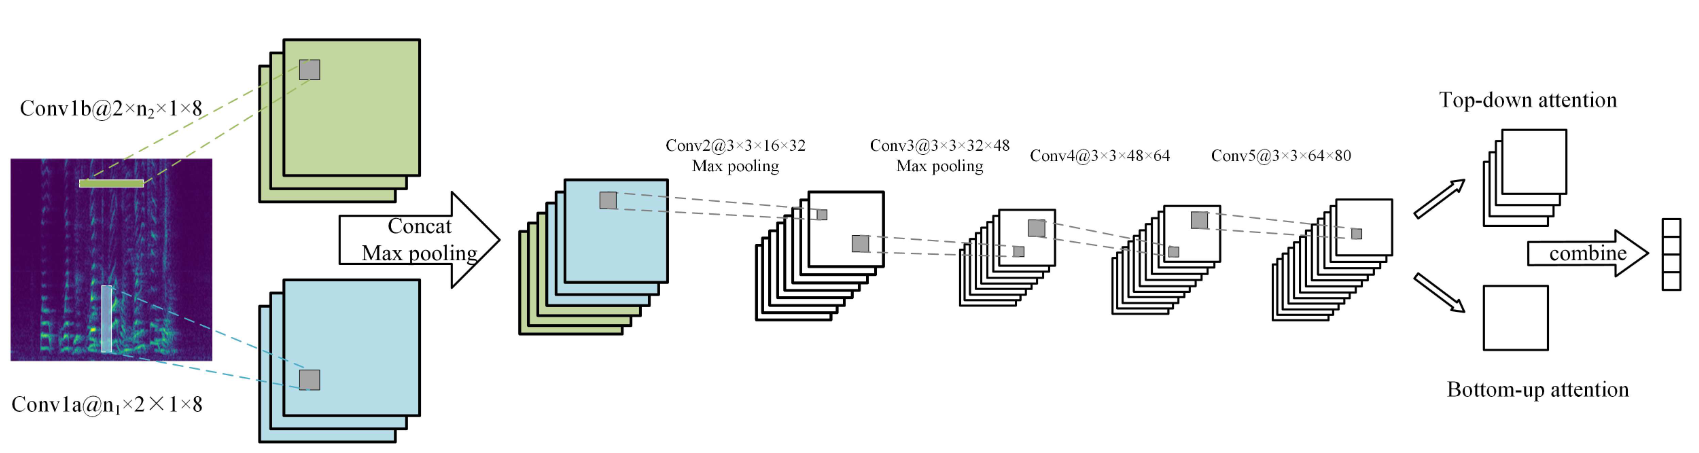 Conv1b@2×n₂×1×8
Conv1a@n₁×2×1×8
Concat
Max pooling
Conv2@3×3×16×32
Max pooling
Conv3@3×3×32×48
Max pooling
Conv4@3×3×48×64
Conv5@3×3×64×80
Top-down attention
Bottom-up attention
combine